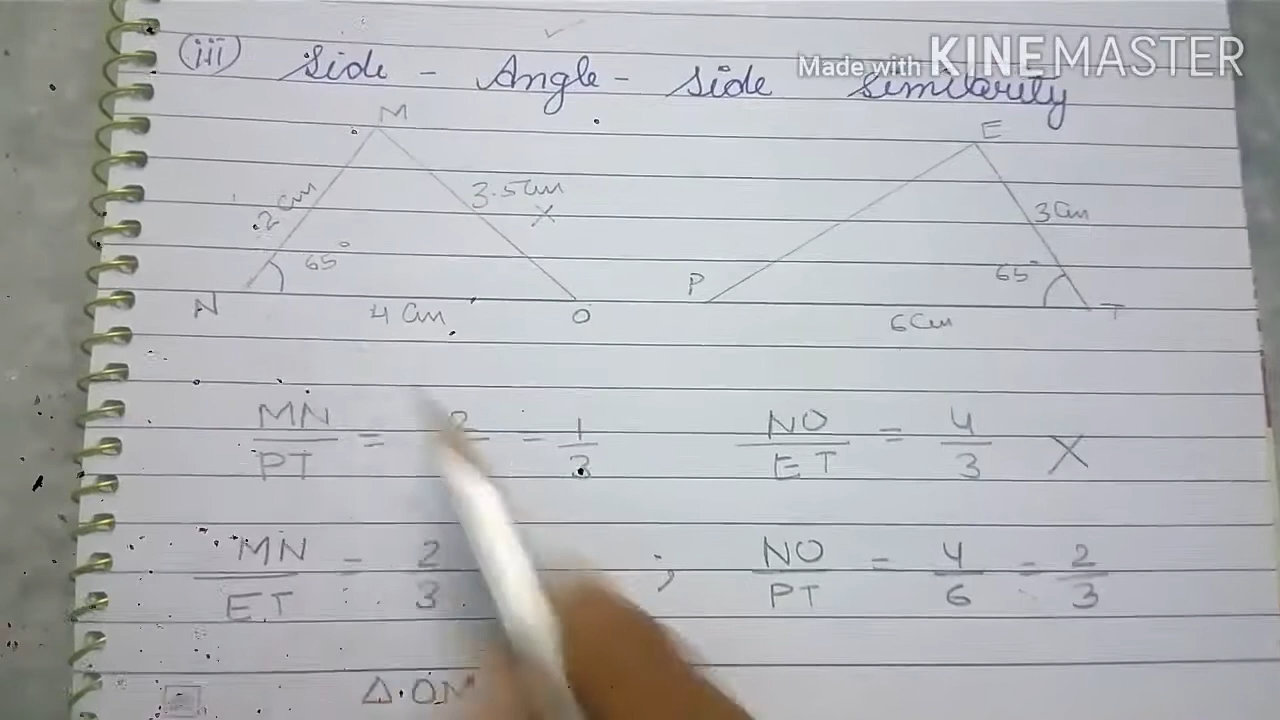 (iii) Side - Angle - Side Similarity
Made with KINEMASTER
M
E
2 cm
3.5 cm
X
3 cm
65°
65°
N
4 cm
O
P
6 cm
T
MN/PT = 2 = 1/3
NO/ET = 4/3 X
MN/ET = 2/3 ; NO/PT = 4/6 = 2/3
Δ.ON